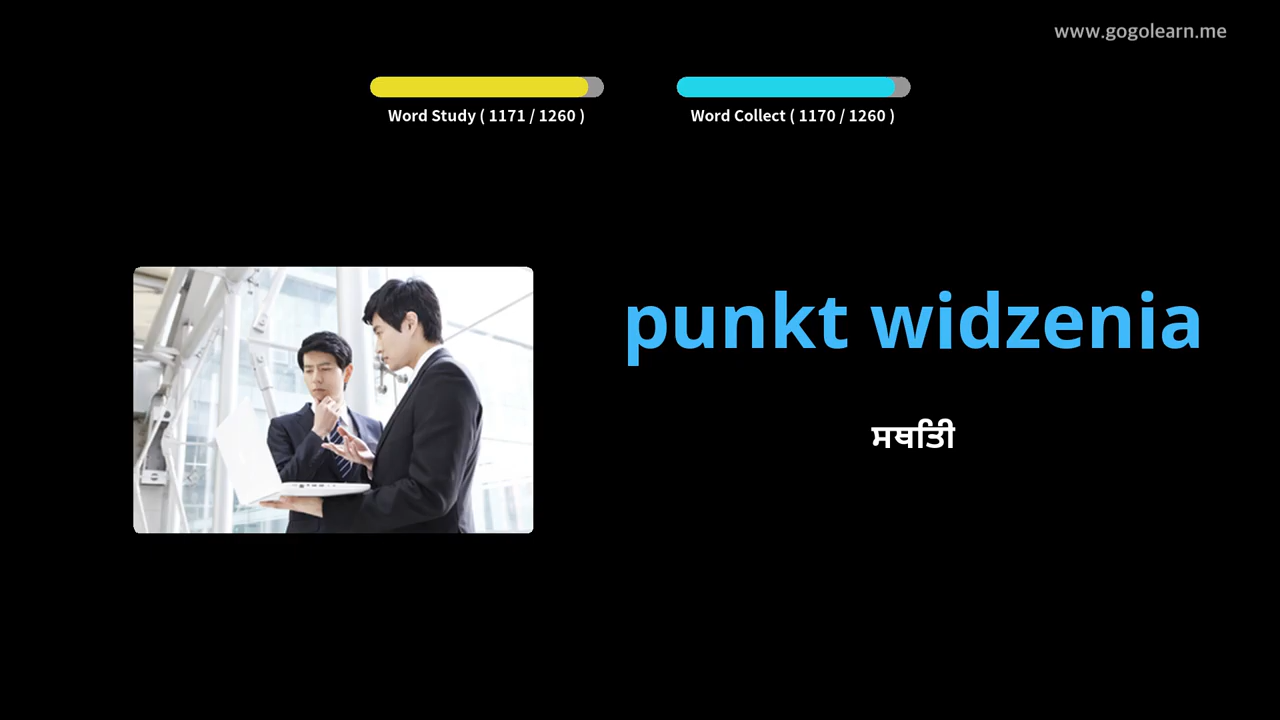 www.gogolearn.me
Word Study ( 1171 / 1260 )
Word Collect ( 1170 / 1260 )
punkt widzenia
ਸਥਿਤੀ